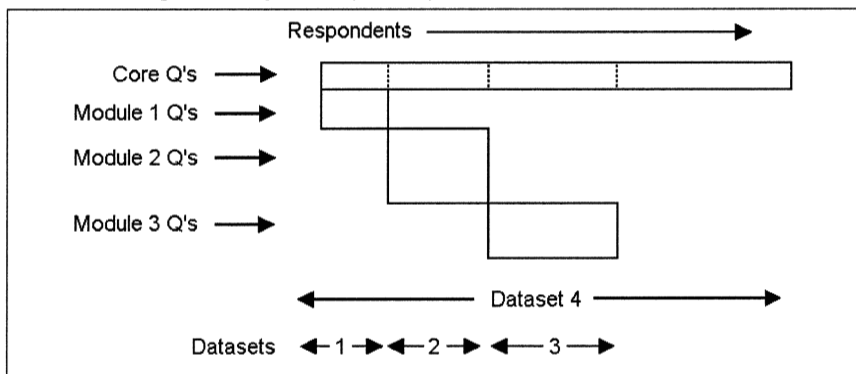 Respondents
Core Q's
Module 1 Q's
Module 2 Q's
Module 3 Q's
Dataset 4
Datasets 1 2 3